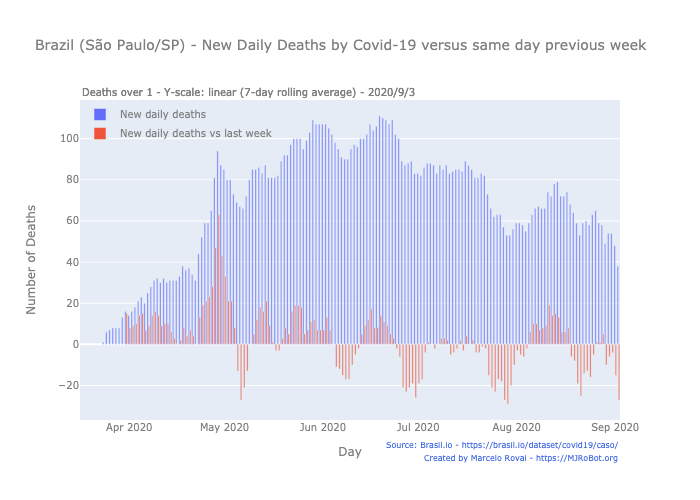 Brazil (São Paulo/SP) - New Daily Deaths by Covid-19 versus same day previous week
Deaths over 1 - Y-scale: linear (7-day rolling average) - 2020/9/3
New daily deaths
New daily deaths vs last week
Number of Deaths
100
80
60
40
20
0
−20
Apr 2020
May 2020
Jun 2020
Jul 2020
Aug 2020
Sep 2020
Day
Source: Brasil.io - https://brasil.io/dataset/covid19/caso/
Created by Marcelo Rovai - https://MJRoBot.org